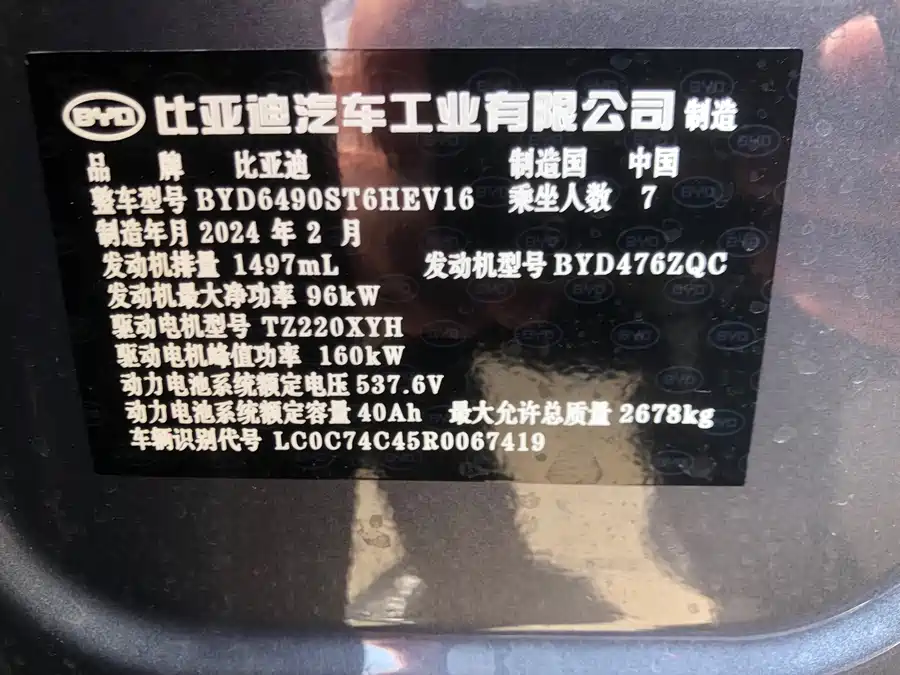 BYD 比亚迪汽车工业有限公司 制造
品 牌 比亚迪 制造国 中国
整车型号 BYD6490ST6HEV16 乘坐人数 7
制造年月 2024 年 2 月
发动机排量 1497mL 发动机型号 BYD476ZQC
发动机最大净功率 96kW
驱动电机型号 TZ220XYH
驱动电机峰值功率 160kW
动力电池系统额定电压 537.6V
动力电池系统额定容量 40Ah 最大允许总质量 2678kg
车辆识别代号 LC0C74C45R0067419